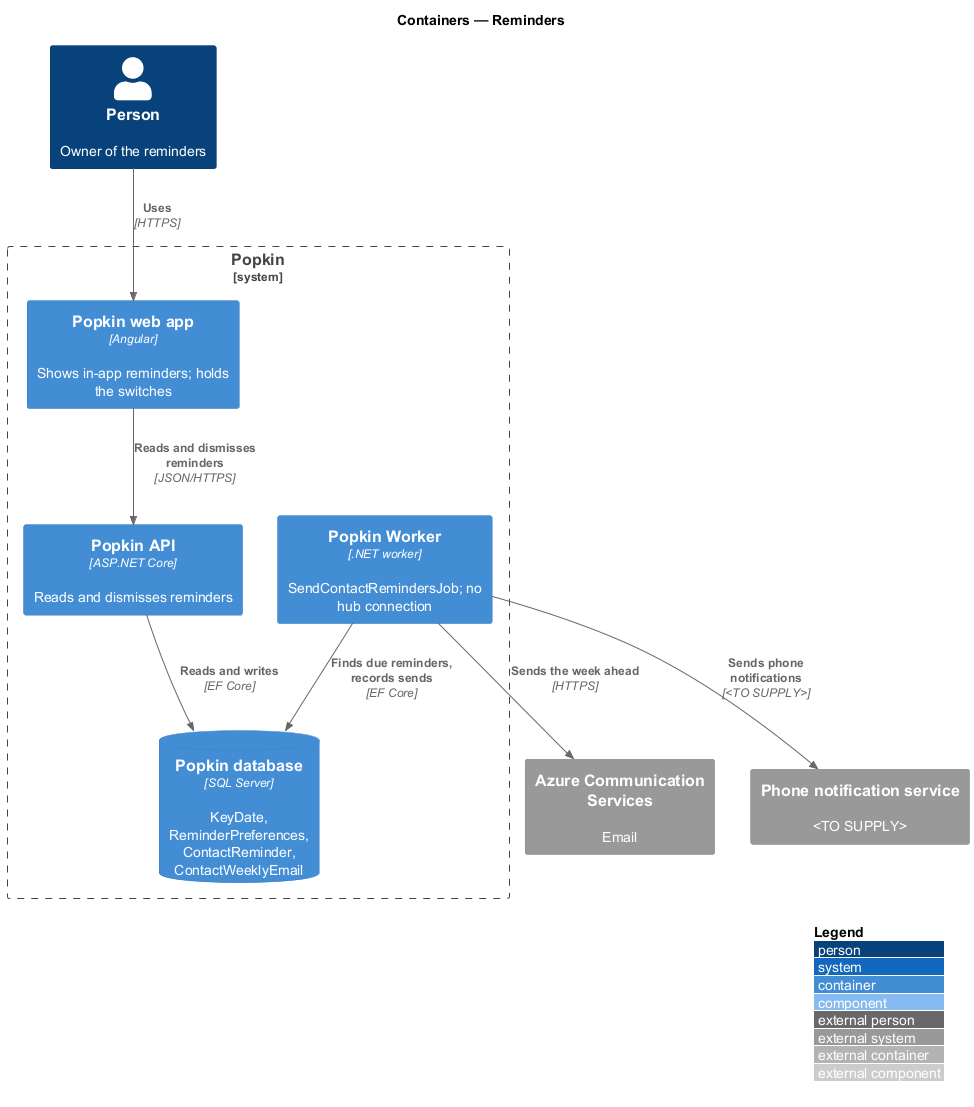 Containers — Reminders
Person
Owner of the reminders
Uses
[HTTPS]
Popkin
[system]
Popkin web app
[Angular]
Shows in-app reminders; holds
the switches
Reads and dismisses
reminders
[JSON/HTTPS]
Popkin API
[ASP.NET Core]
Reads and dismisses reminders
Popkin Worker
[.NET worker]
SendContactRemindersJob; no
hub connection
Reads and writes
[EF Core]
Finds due reminders,
records sends
[EF Core]
Sends the week ahead
[HTTPS]
Sends phone
notifications
[<TO SUPPLY>]
Popkin database
[SQL Server]
KeyDate,
ReminderPreferences,
ContactReminder,
ContactWeeklyEmail
Azure Communication
Services
Email
Phone notification service
<TO SUPPLY>
Legend
person
system
container
component
external person
external system
external container
external component